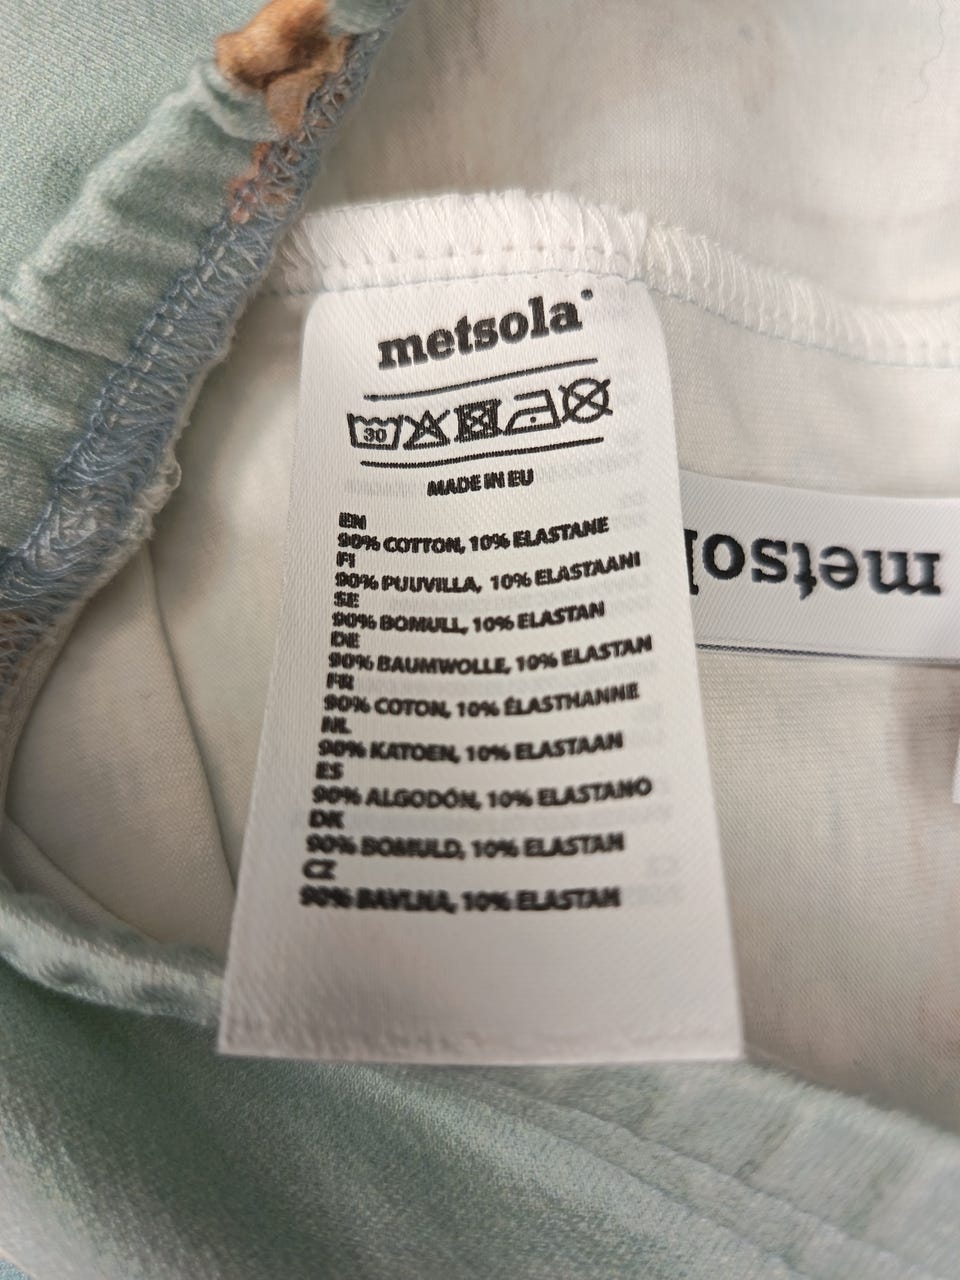 metsola
30
MADE IN EU
EN
90% COTTON, 10% ELASTANE
FI
90% PUUVILLA, 10% ELASTAANI
SE
90% BOMULL, 10% ELASTAN
DE
90% BAUMWOLLE, 10% ELASTAN
FR
90% COTON, 10% ÉLASTHANNE
NL
90% KATOEN, 10% ELASTAAN
ES
90% ALGODÓN, 10% ELASTANO
DK
90% BOMULD, 10% ELASTAN
CZ
90% BAVLNA, 10% ELASTAN
metsol